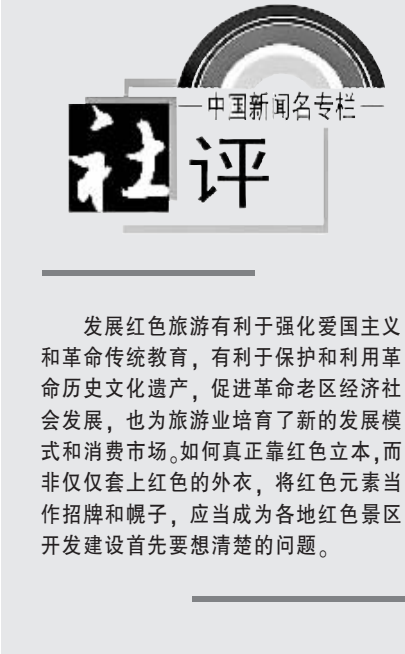 中国新闻名专栏
社评
发展红色旅游有利于强化爱国主义
和革命传统教育，有利于保护和利用革
命历史文化遗产，促进革命老区经济社
会发展，也为旅游业培育了新的发展模
式和消费市场。如何真正靠红色立本，而
非仅仅套上红色的外衣，将红色元素当
作招牌和幌子，应当成为各地红色景区
开发建设首先要想清楚的问题。